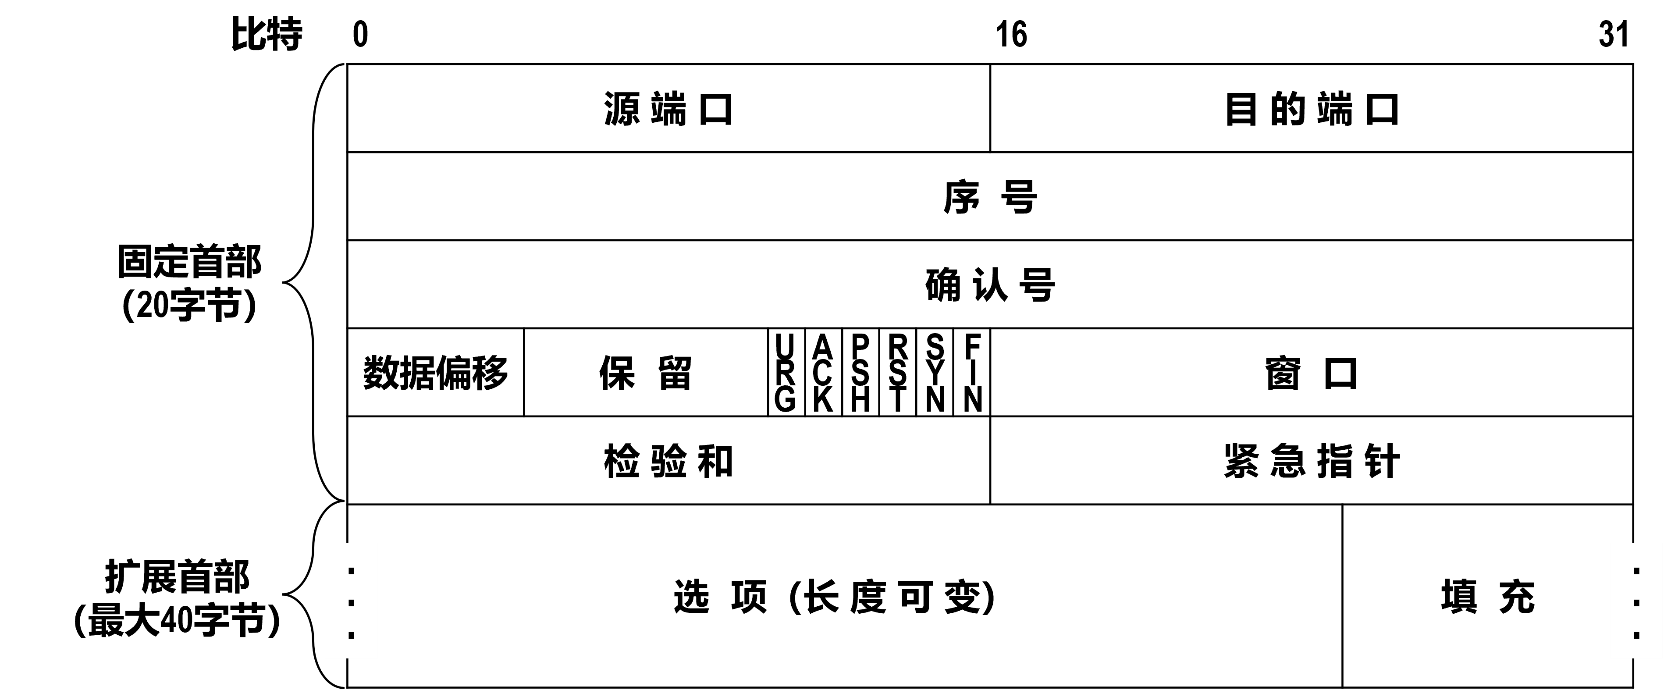 比特 0 16 31
源端口 目的端口
序号
确认号
固定首部
(20字节)
数据偏移 保留 URG ACK PSH RST SYN FIN 窗口
检验和 紧急指针
扩展首部
(最大40字节)
选项(长度可变) 填充